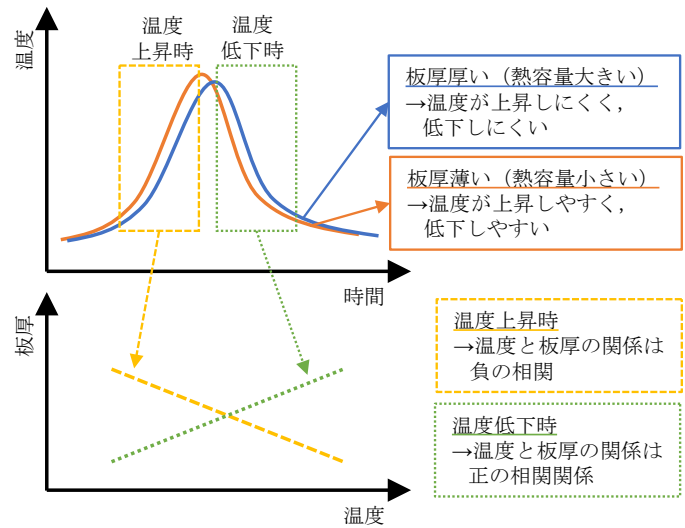 温度
温度
上昇時
温度
低下時
板厚厚い（熱容量大きい）
→温度が上昇しにくく，
低下しにくい
板厚薄い（熱容量小さい）
→温度が上昇しやすく，
低下しやすい
時間
板厚
温度上昇時
→温度と板厚の関係は
負の相関
温度低下時
→温度と板厚の関係は
正の相関関係
温度